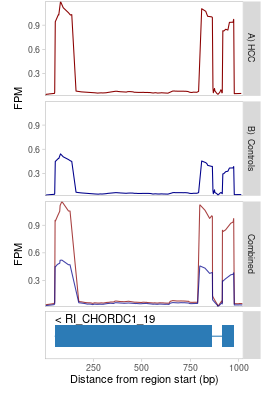 0.9
0.6
0.3
FPM
A) HCC
0.9
0.6
0.3
B) Controls
0.9
0.6
0.3
FPM
Combined
< RI_CHORDC1_19
250
500
750
1000
Distance from region start (bp)